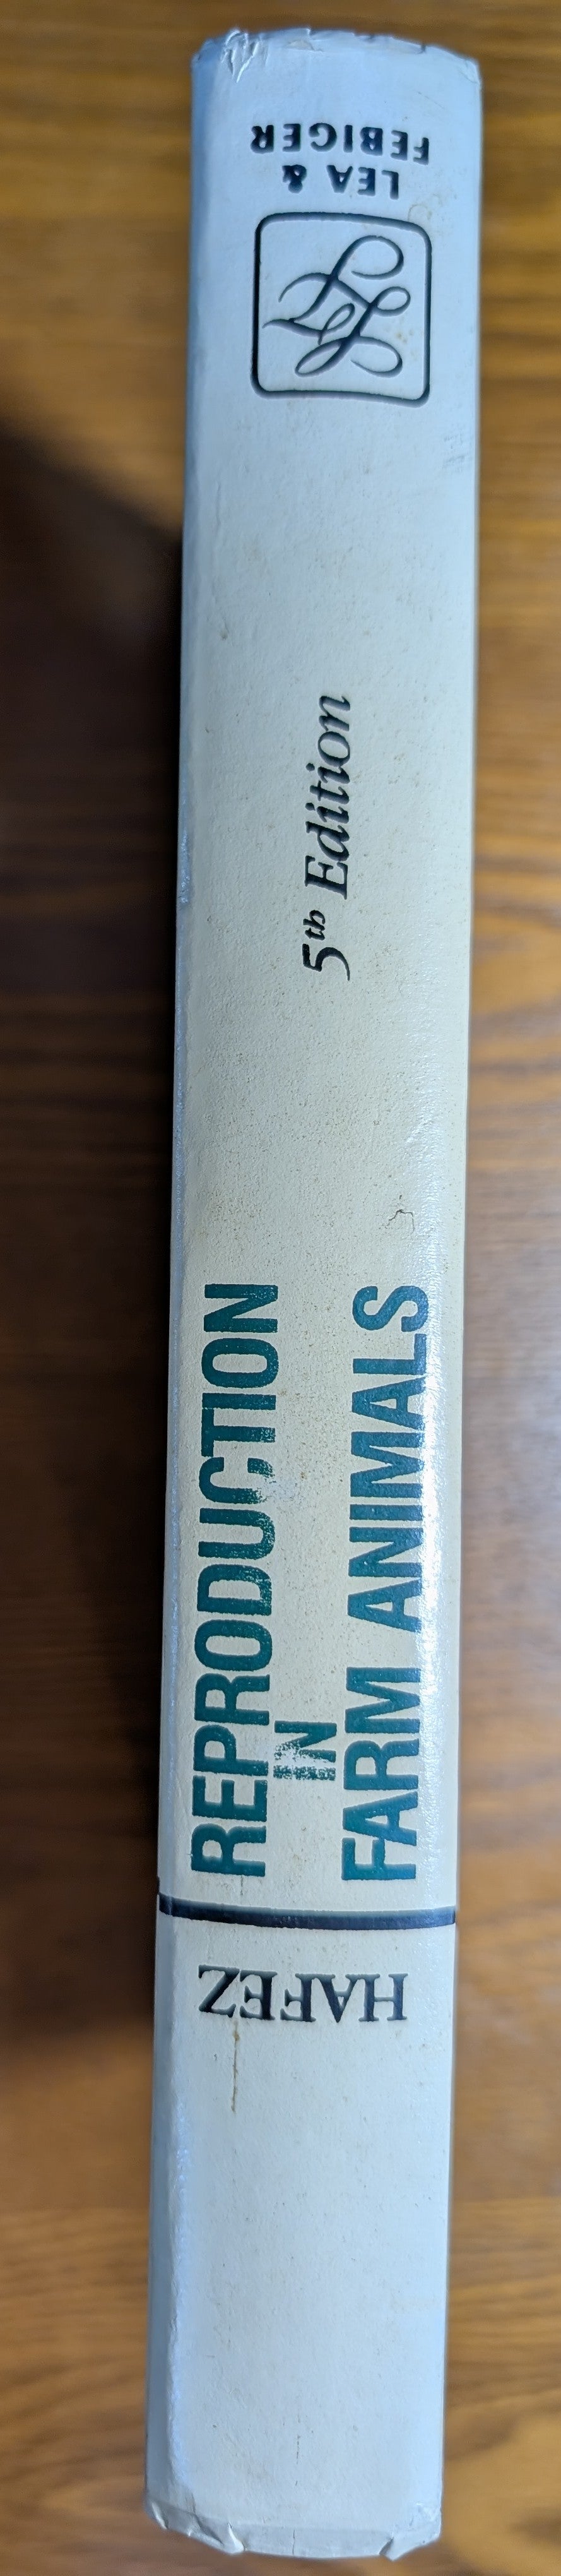 HAFEZ
REPRODUCTION
IN
FARM ANIMALS
5th Edition
LEA &
FEBIGER